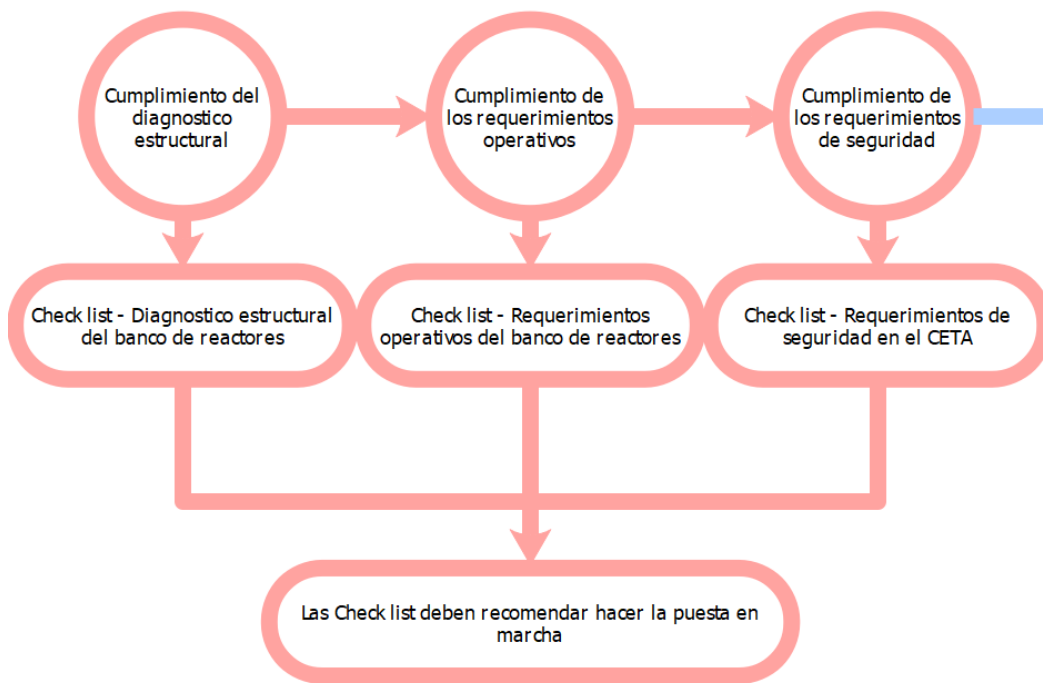 Cumplimiento del
diagnostico
estructural
Cumplimiento de
los requerimientos
operativos
Cumplimiento de
los requerimientos
de seguridad
Check list - Diagnostico estructural
del banco de reactores
Check list - Requerimientos
operativos del banco de reactores
Check list - Requerimientos de
seguridad en el CETA
Las Check list deben recomendar hacer la puesta en
marcha